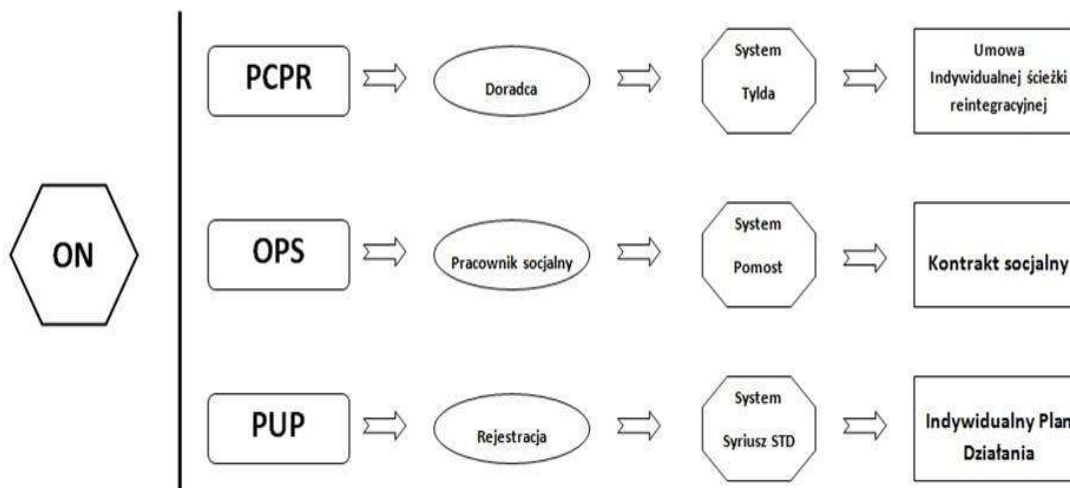 ON
PCPR
Doradca
System
Tylda
Umowa
Indywidualnej ścieżki
reintegracyjnej
OPS
Pracownik socjalny
System
Pomost
Kontrakt socjalny
PUP
Rejestracja
System
Syriusz STD
Indywidualny Plan
Działania